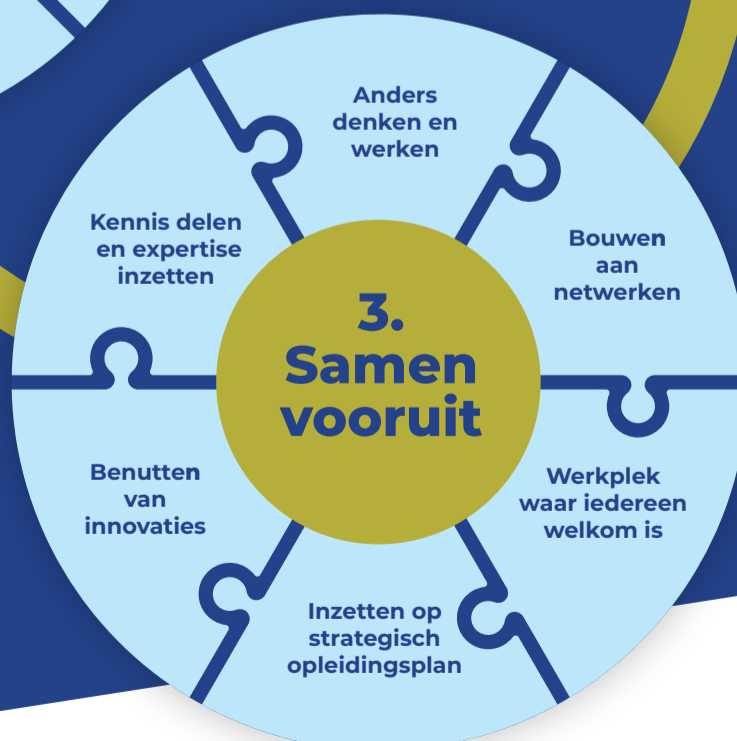 Anders
denken en
werken
Bouwen
aan
netwerken
Werkplek
waar iedereen
welkom is
Inzetten op
strategisch
opleidingsplan
Benutten
van
innovaties
Kennis delen
en expertise
inzetten
3.
Samen
vooruit